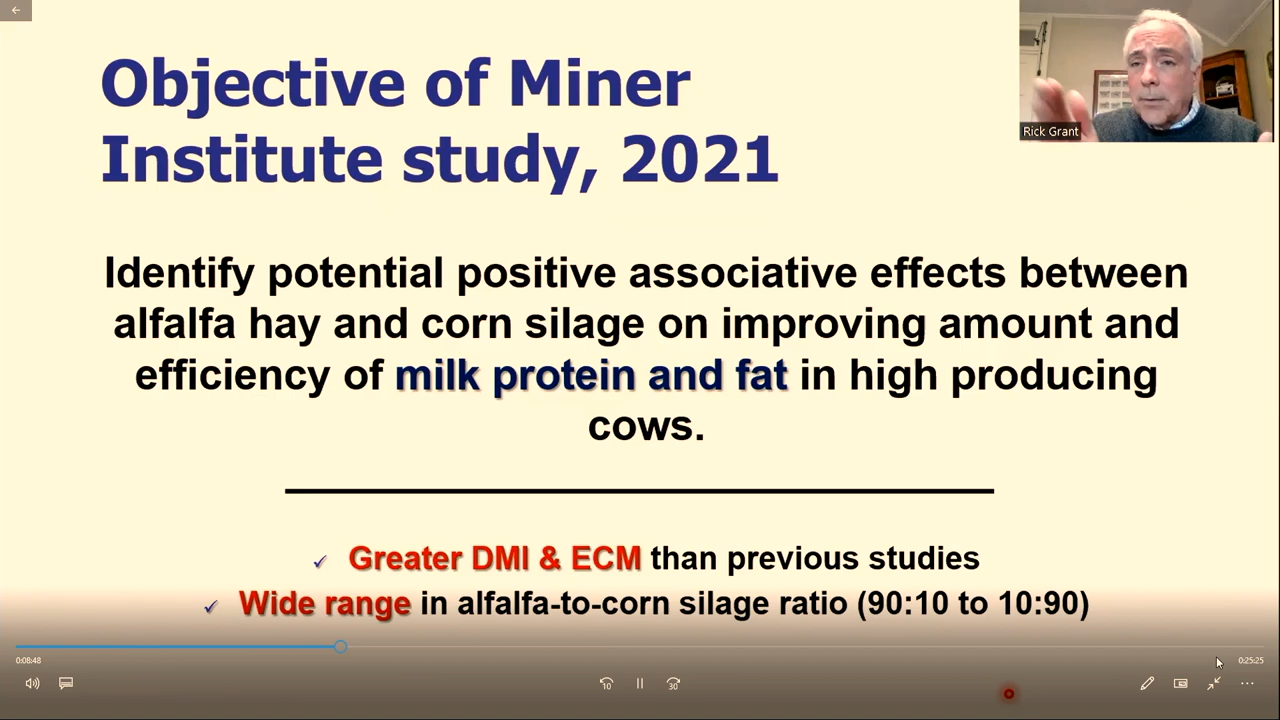 Objective of Miner
Institute study, 2021
Rick Grant
Identify potential positive associative effects between
alfalfa hay and corn silage on improving amount and
efficiency of milk protein and fat in high producing
cows.
✓ Greater DMI & ECM than previous studies
✓ Wide range in alfalfa-to-corn silage ratio (90:10 to 10:90)
0:08:48
0:25:25
10
30